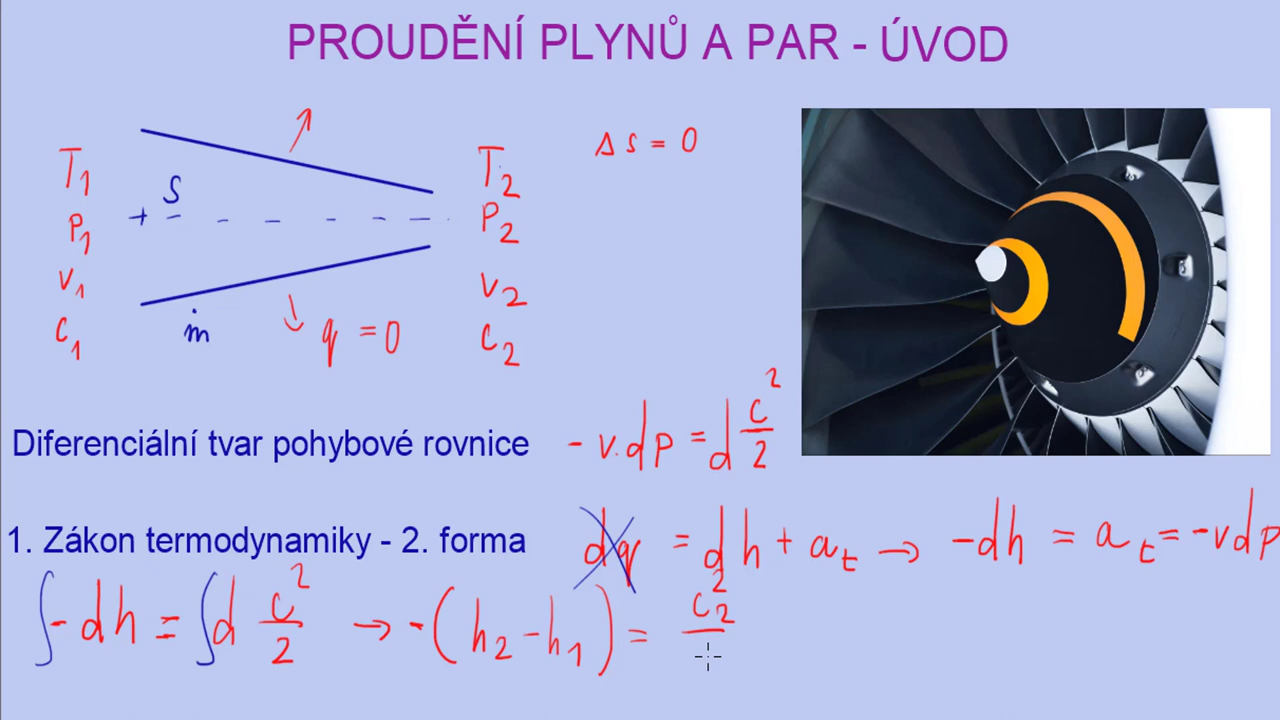 PROUDĚNÍ PLYNŮ A PAR - ÚVOD
T1 T2 Δ s = 0
S
P1 P2
v1 v2
c1 ṁ q = 0 c2
Diferenciální tvar pohybové rovnice - v.dp = d c²/2
1. Zákon termodynamiky - 2. forma dq = dh + at → -dh = at = -vdp
∫-dh = ∫d c²/2 → -(h2 - h1) = c2²/